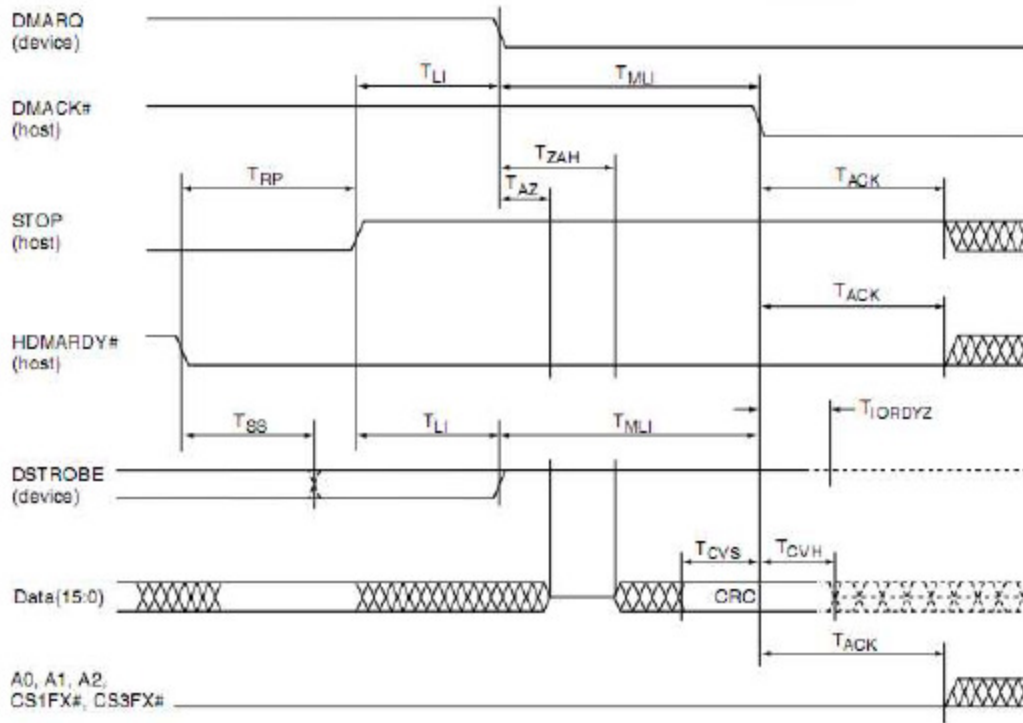 DMARQ
(device)
TLI
TMLI
DMACK#
(host)
TZAH
TRP
TAZ
TACK
STOP
(host)
TACK
HDMARDY#
(host)
TSS
TLI
TMLI
TIORDYZ
DSTROBE
(device)
TCVS
TCVH
Data(15:0)
CRC
TACK
A0, A1, A2,
CS1FX#, CS3FX#